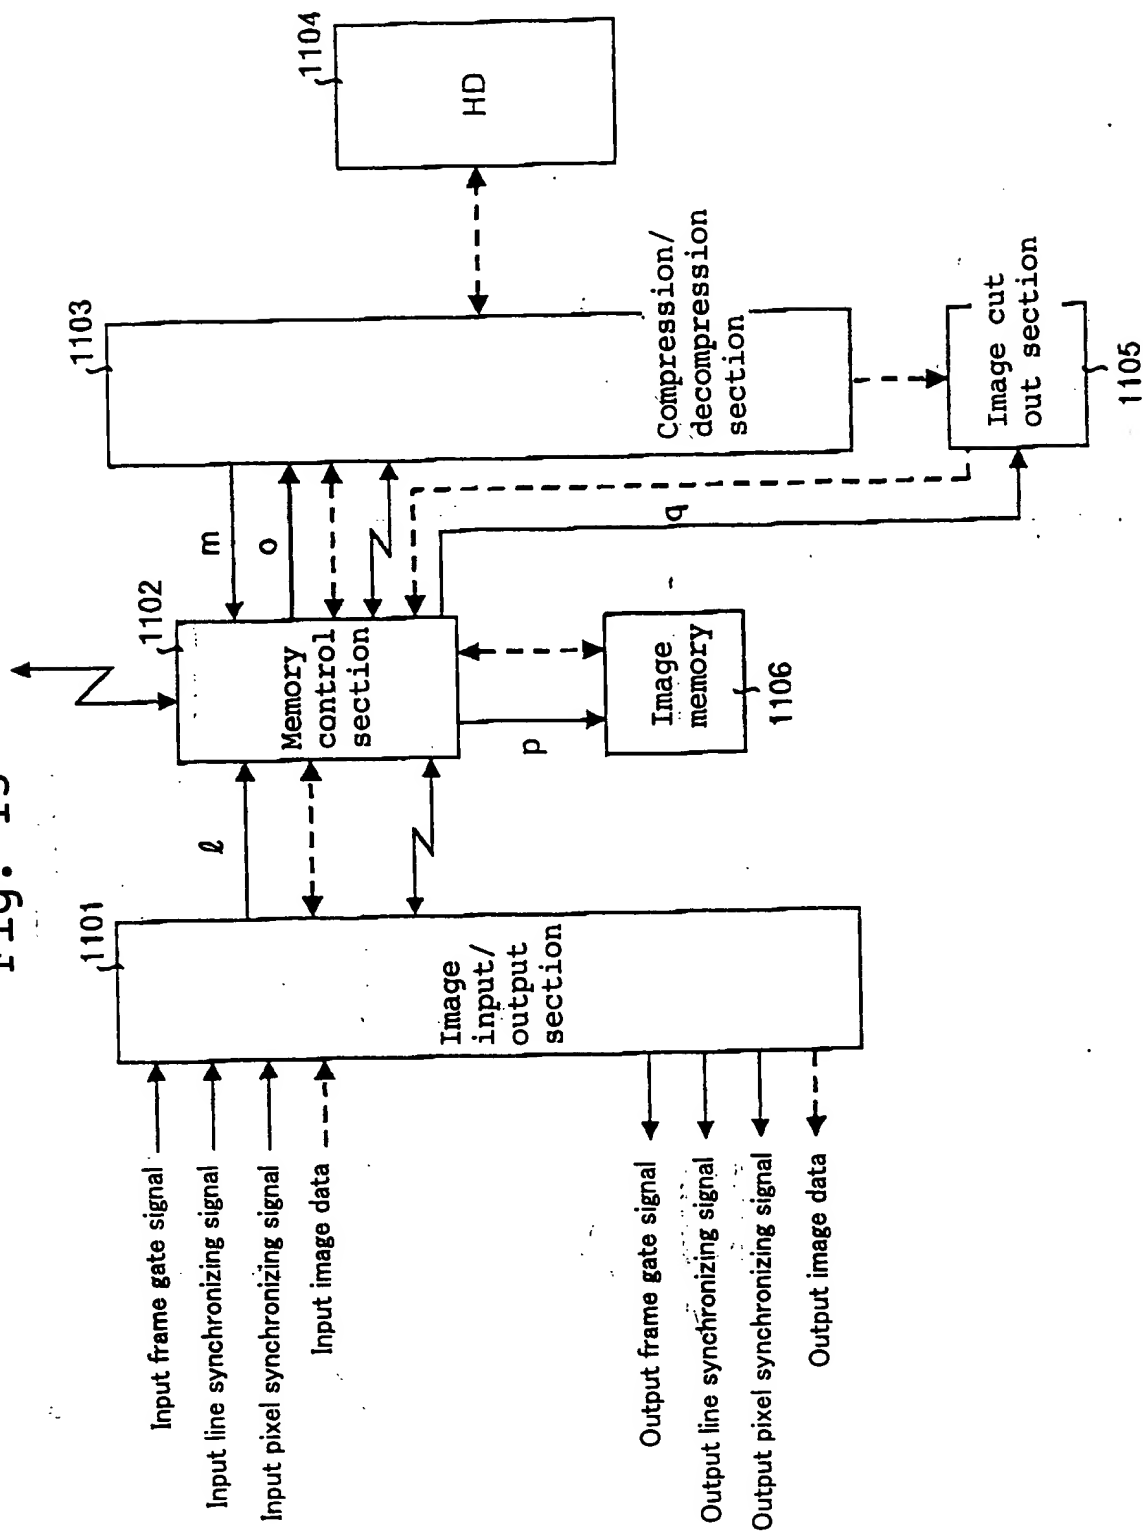 Fig.
Input frame gate signal
Input line synchronizing signal
Input pixel synchronizing signal
Input image data
Output frame gate signal
Output line synchronizing signal
Output pixel synchronizing signal
Output image data
1101
Image
input/
output
section
ℓ
1102
Memory
control
section
p
Image
memory
1106
m
o
q
1103
Compression/
decompression
section
Image cut
out section
1105
1104
HD